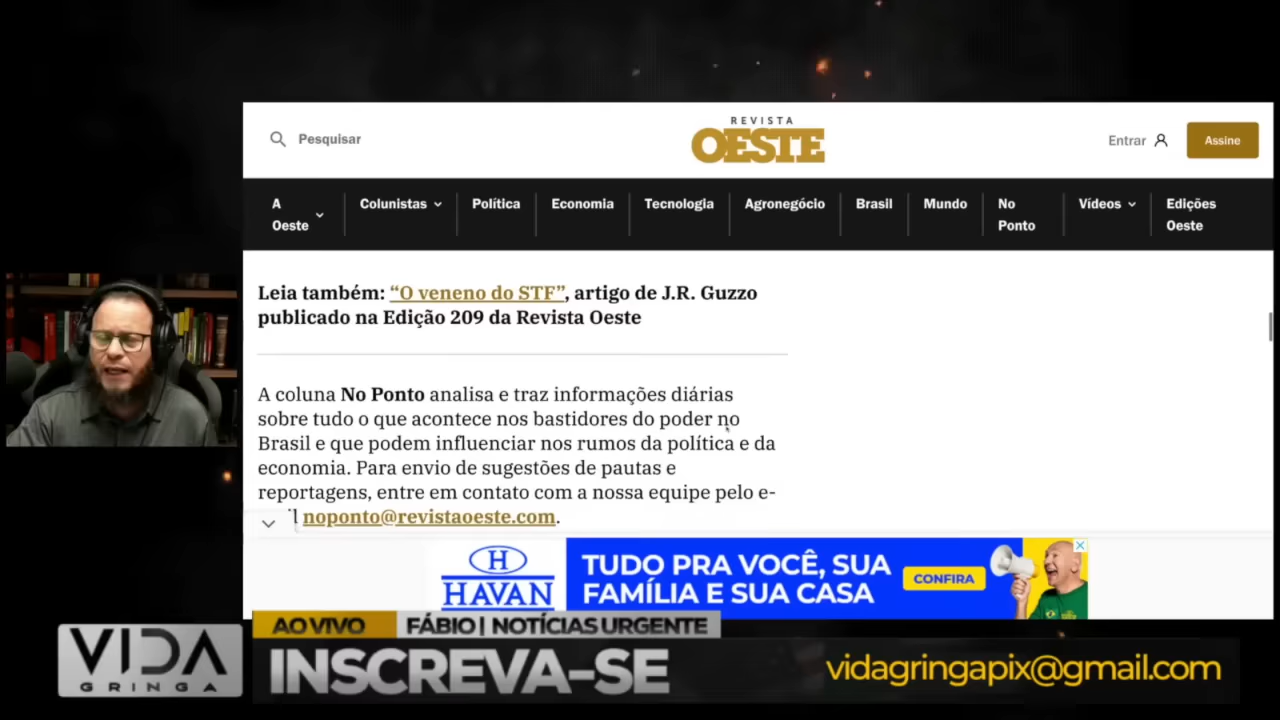 Pesquisar
REVISTA
OESTE
Entrar
Assine
A Oeste
Colunistas
Política
Economia
Tecnologia
Agronegócio
Brasil
Mundo
No Ponto
Vídeos
Edições Oeste
Leia também: “O veneno do STF”, artigo de J.R. Guzzo
publicado na Edição 209 da Revista Oeste
A coluna No Ponto analisa e traz informações diárias
sobre tudo o que acontece nos bastidores do poder no
Brasil e que podem influenciar nos rumos da política e da
economia. Para envio de sugestões de pautas e
reportagens, entre em contato com a nossa equipe pelo e-
noponto@revistaoeste.com.
H
HAVAN
TUDO PRA VOCÊ, SUA
FAMÍLIA E SUA CASA
CONFIRA
AO VIVO
FÁBIO | NOTÍCIAS URGENTE
VIDA
GRINGA
INSCREVA-SE
vidagringapix@gmail.com